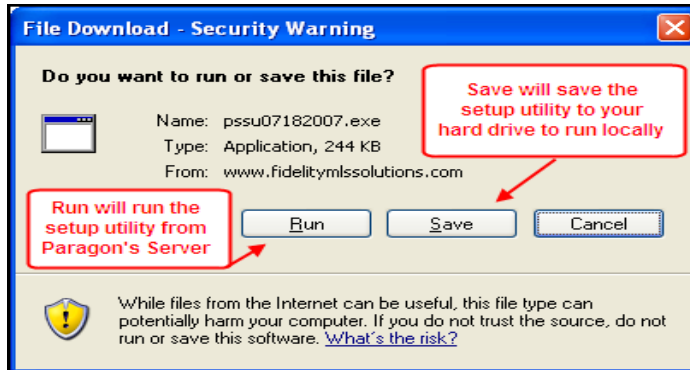 File Download - Security Warning
Do you want to run or save this file?
Save will save the
setup utility to your
hard drive to run locally
Name: pssu07182007.exe
Type: Application, 244 KB
From: www.fidelitymlssolutions.com
Run will run the
setup utility from
Paragon's Server
Run
Save
Cancel
While files from the Internet can be useful, this file type can
potentially harm your computer. If you do not trust the source, do not
run or save this software. What's the risk?